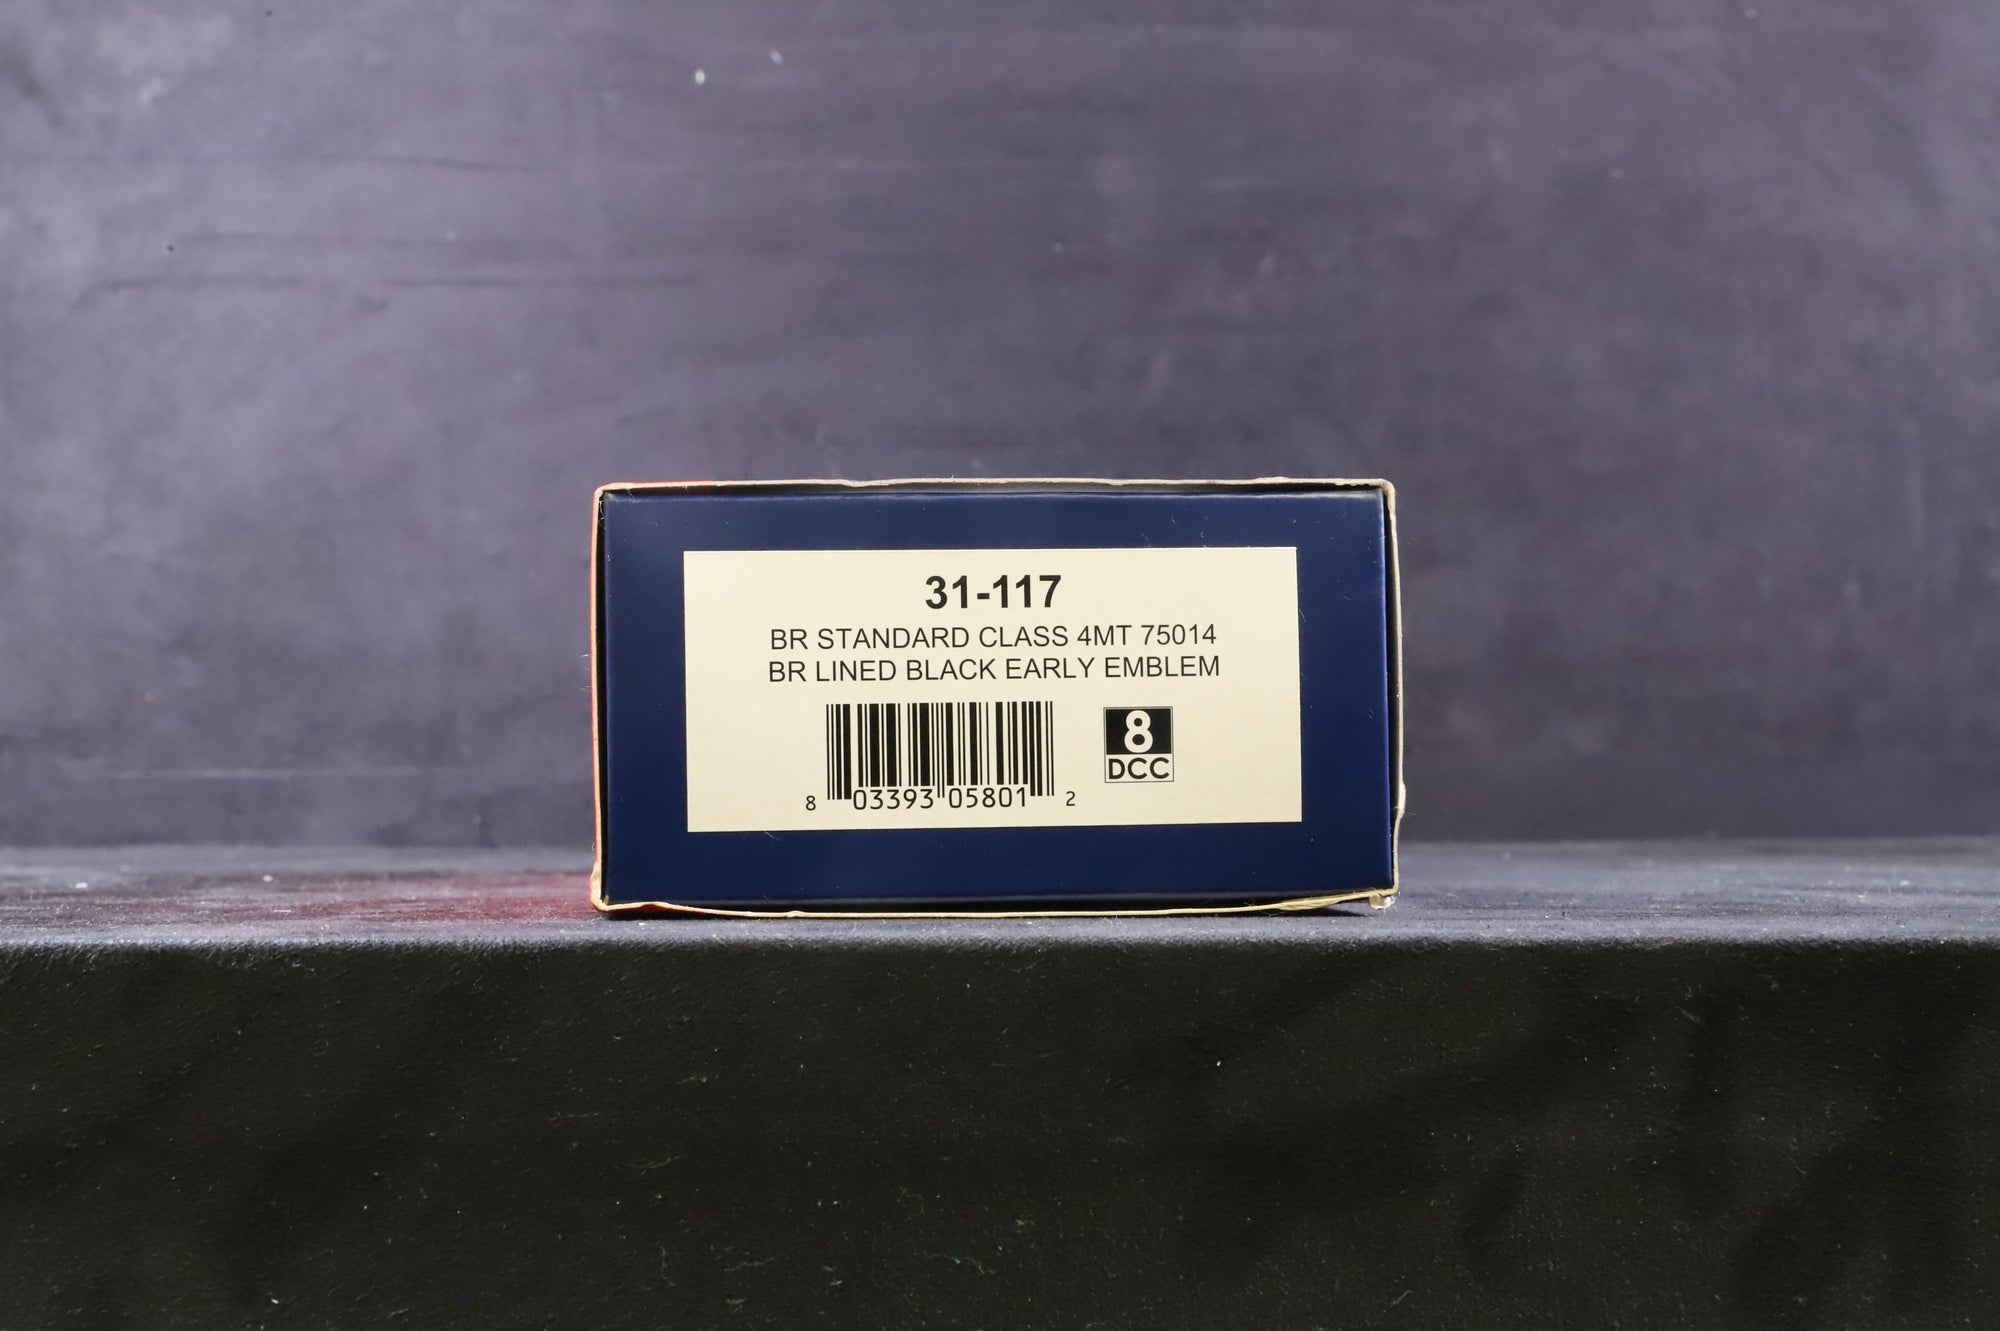 31-117
BR STANDARD CLASS 4MT 75014
BR LINED BLACK EARLY EMBLEM
8 03393 05801 2
8
DCC